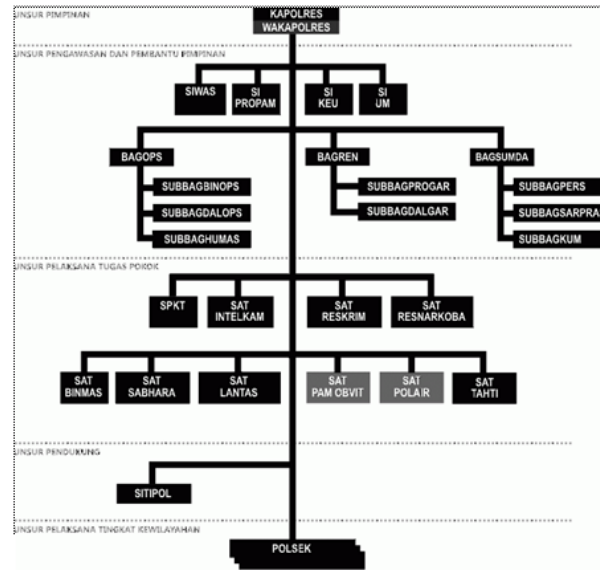 UNSUR PIMPINAN
KAPOLRES
WAKAPOLRES
UNSUR PENGAWASAN DAN PEMBANTU PIMPINAN
SIWAS
SI
PROPAM
SI
KEU
SI
UM
BAGOPS
BAGREN
BAGSUMDA
SUBBAGBINOPS
SUBBAGPROGAR
SUBBAGPERS
SUBBAGDALOPS
SUBBAGDALGAR
SUBBAGSARPRAS
SUBBAGHUMAS
SUBBAGKUM
UNSUR PELAKSANA TUGAS POKOK
SPKT
SAT
INTELKAM
SAT
RESKRIM
SAT
RESNARKOBA
SAT
BINMAS
SAT
SABHARA
SAT
LANTAS
SAT
PAM OBVIT
SAT
POLAIR
SAT
TAHTI
UNSUR PENDUKUNG
SITIPOL
UNSUR PELAKSANA TINGKAT KEWILAYAHAN
POLSEK